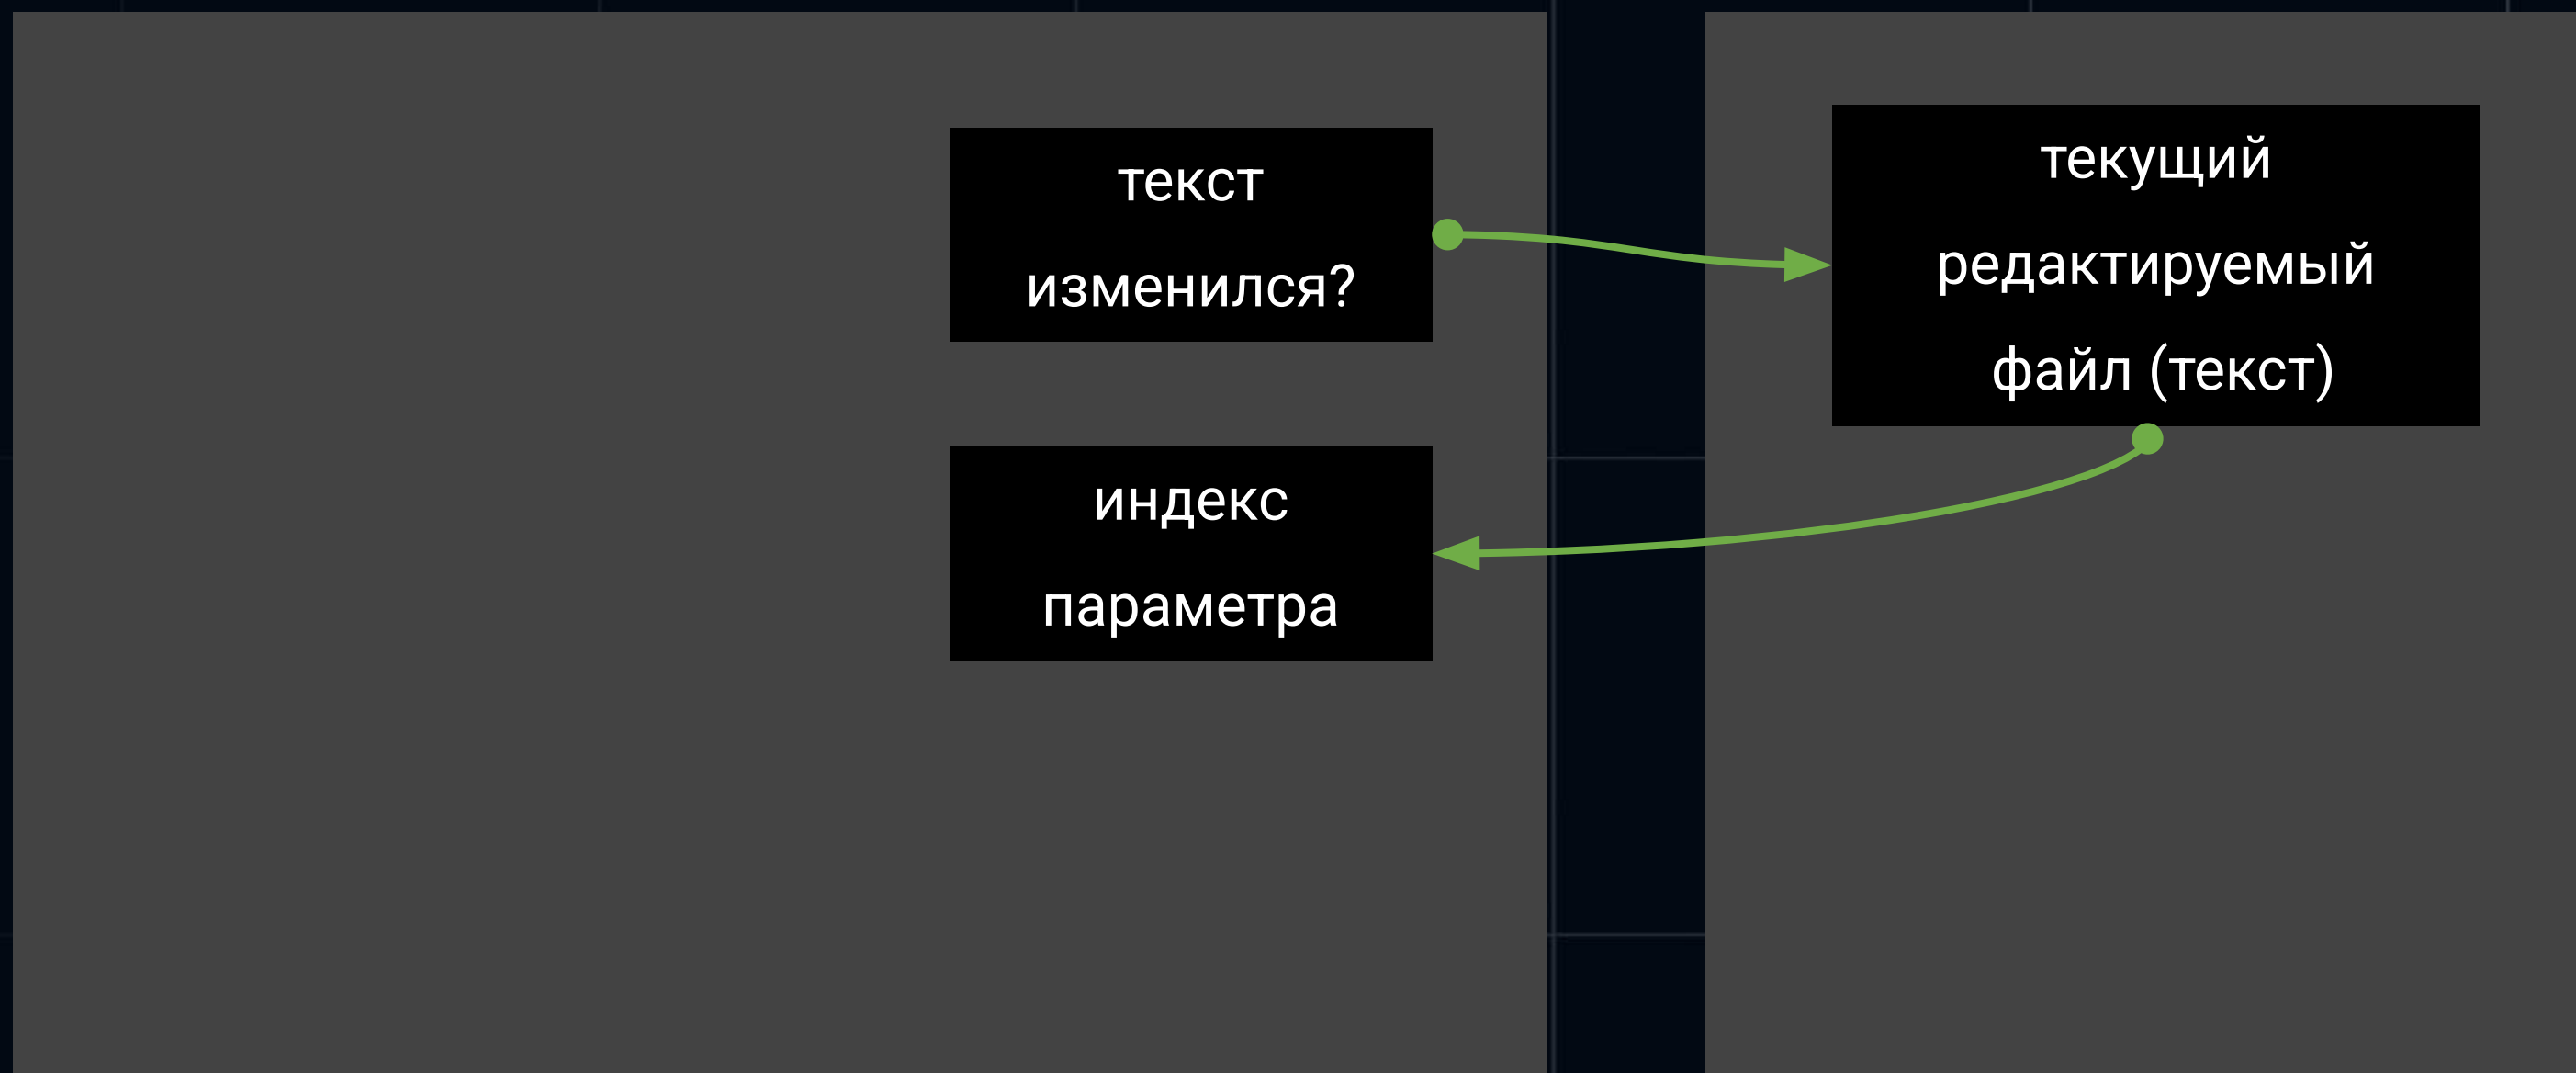 текст
изменился?
текущий
редактируемый
файл (текст)
индекс
параметра